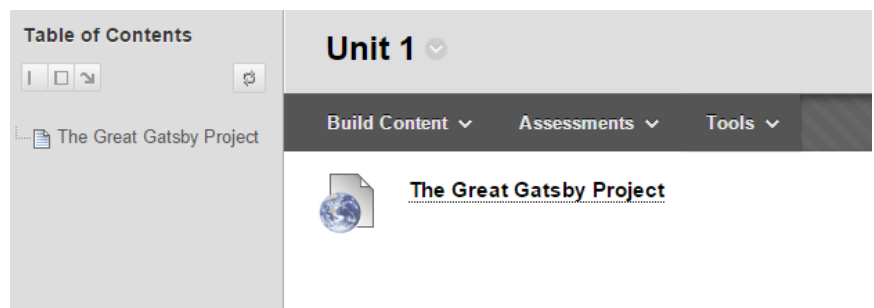 Table of Contents
The Great Gatsby Project
Unit 1
Build Content Assessments Tools
The Great Gatsby Project